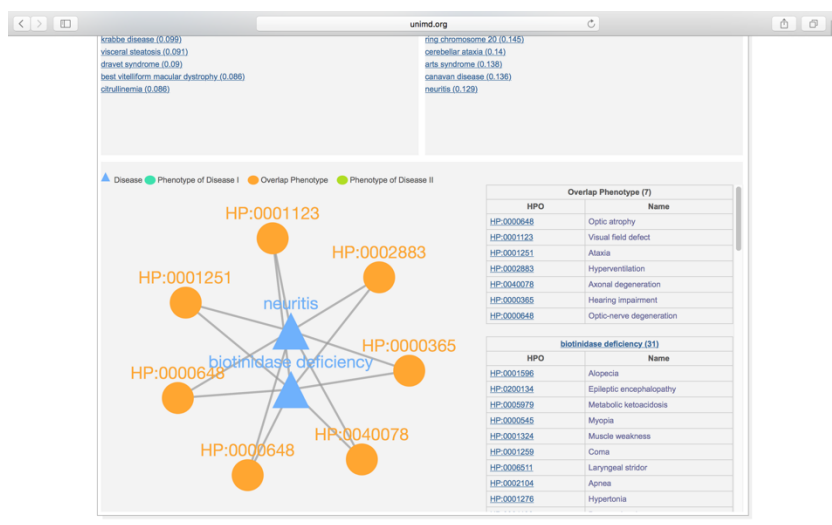 unimd.org
krabbe disease (0.099)
visceral steatosis (0.091)
dravet syndrome (0.09)
best vitelliform macular dystrophy (0.086)
citrullinemia (0.086)
ring chromosome 20 (0.145)
cerebellar ataxia (0.14)
arts syndrome (0.138)
canavan disease (0.136)
neuritis (0.129)
Disease Phenotype of Disease I Overlap Phenotype Phenotype of Disease II
HP:0001123
HP:0002883
HP:0001251
neuritis
HP:0000365
biotinidase deficiency
HP:0000648
HP:0040078
HP:0000648
Overlap Phenotype (7)
HPO Name
HP:0000648 Optic atrophy
HP:0001123 Visual field defect
HP:0001251 Ataxia
HP:0002883 Hyperventilation
HP:0040078 Axonal degeneration
HP:0000365 Hearing impairment
HP:0000648 Optic-nerve degeneration
biotinidase deficiency (31)
HPO Name
HP:0001596 Alopecia
HP:0200134 Epileptic encephalopathy
HP:0005979 Metabolic ketoacidosis
HP:0000545 Myopia
HP:0001324 Muscle weakness
HP:0001259 Coma
HP:0006511 Laryngeal stridor
HP:0002104 Apnea
HP:0001276 Hypertonia